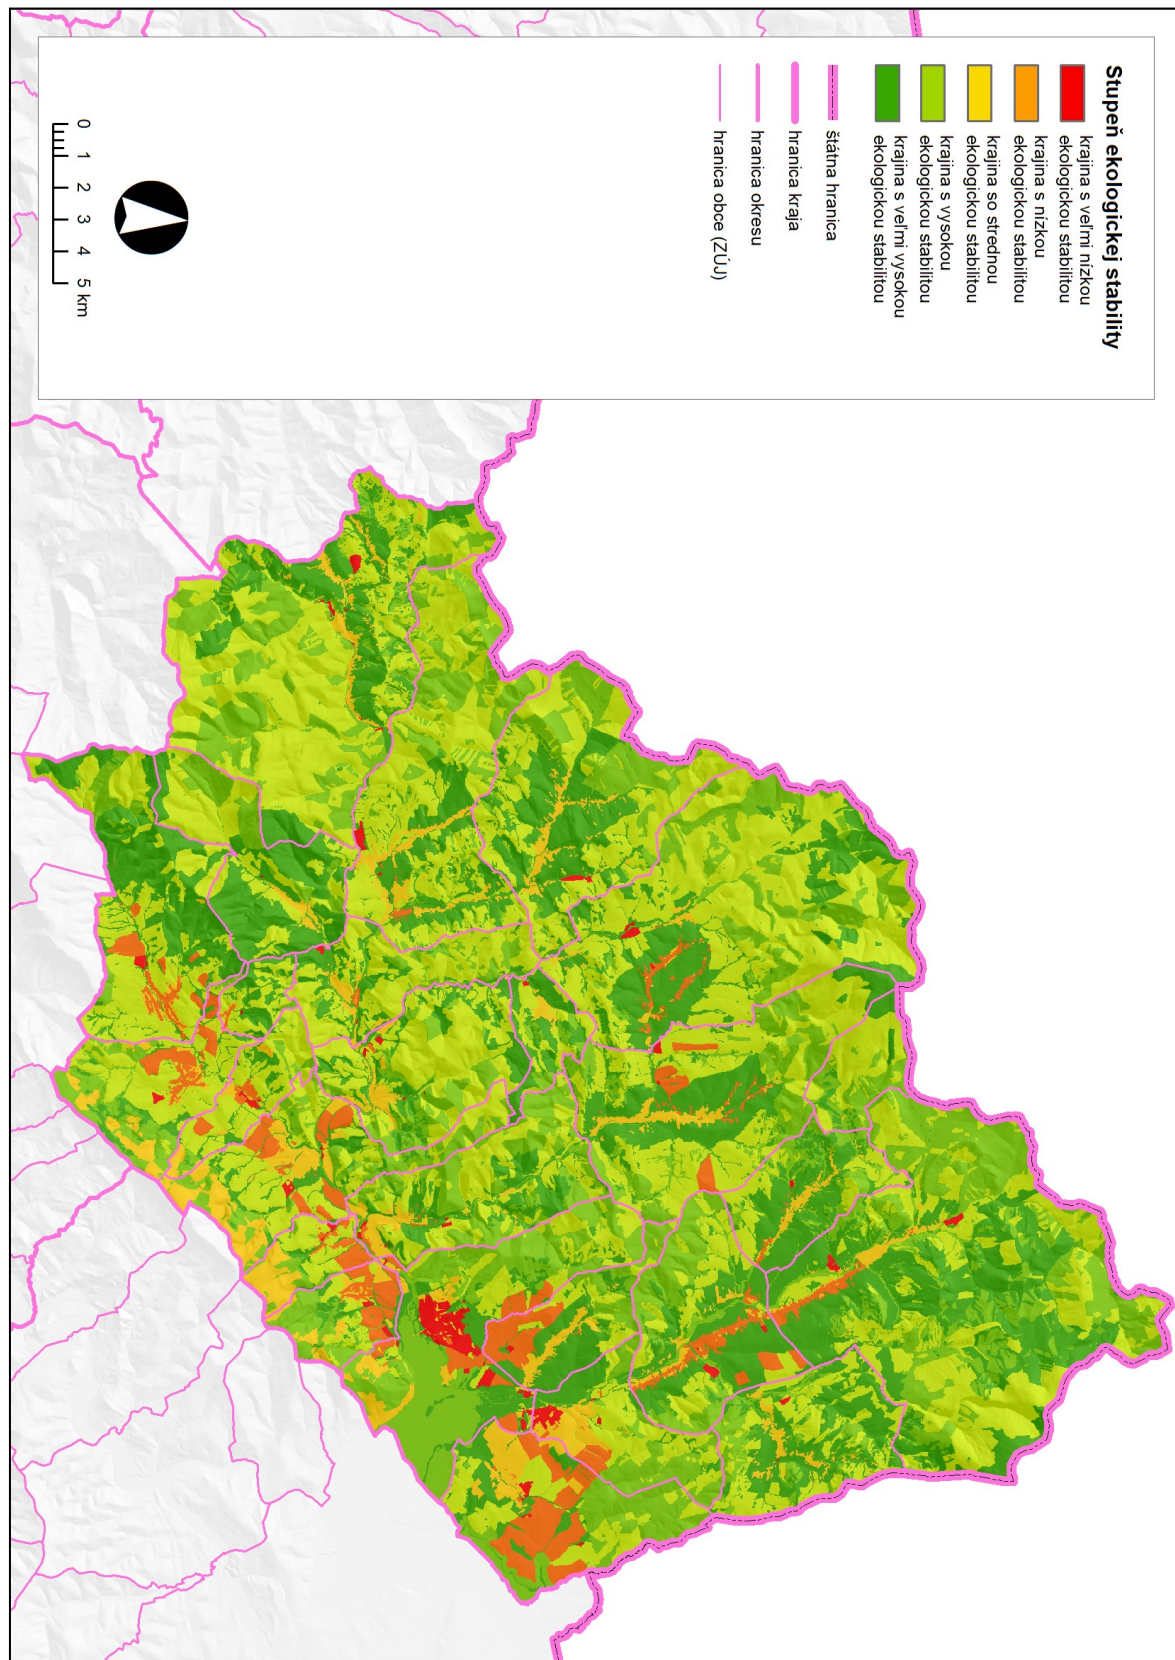 Stupeň ekologickej stability
krajina s veľmi nízkou
ekologickou stabilitou
krajina s nízkou
ekologickou stabilitou
krajina so strednou
ekologickou stabilitou
krajina s vysokou
ekologickou stabilitou
krajina s veľmi vysokou
ekologickou stabilitou
štátna hranica
hranica kraja
hranica okresu
hranica obce (ZÚJ)
0 1 2 3 4 5 km